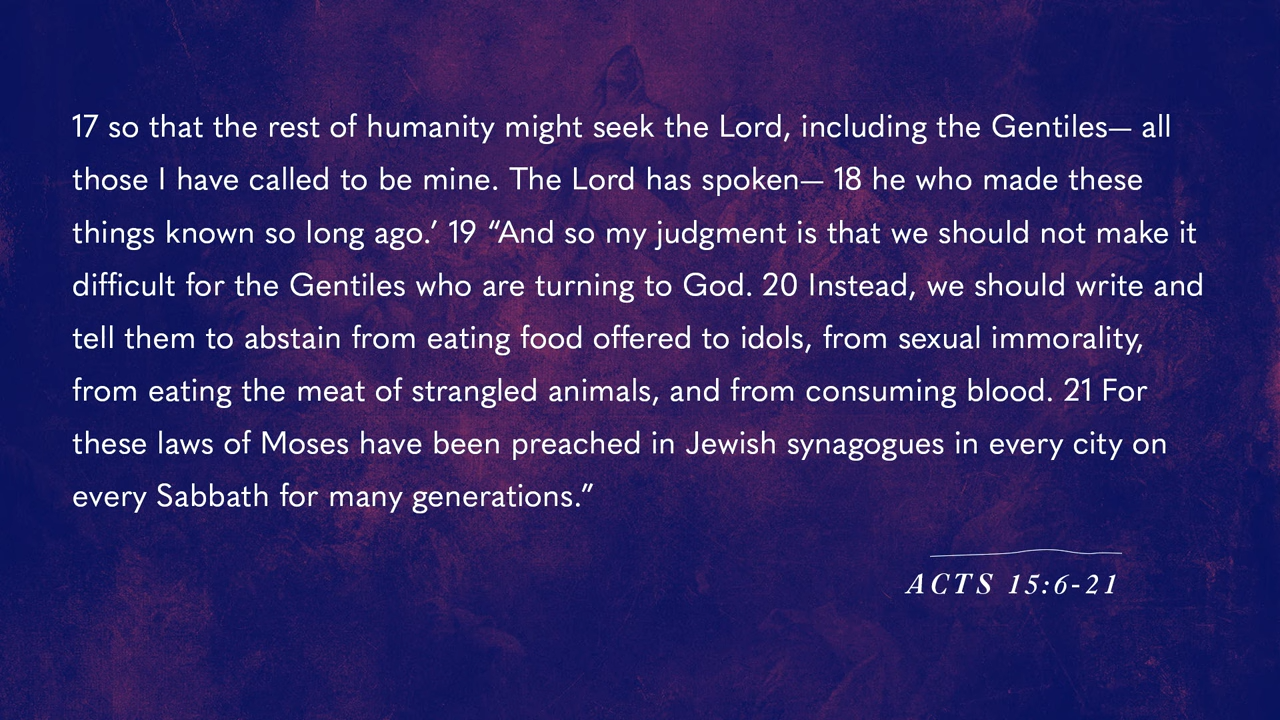 17 so that the rest of humanity might seek the Lord, including the Gentiles— all
those I have called to be mine. The Lord has spoken— 18 he who made these
things known so long ago.’ 19 “And so my judgment is that we should not make it
difficult for the Gentiles who are turning to God. 20 Instead, we should write and
tell them to abstain from eating food offered to idols, from sexual immorality,
from eating the meat of strangled animals, and from consuming blood. 21 For
these laws of Moses have been preached in Jewish synagogues in every city on
every Sabbath for many generations.”
ACTS 15:6-21